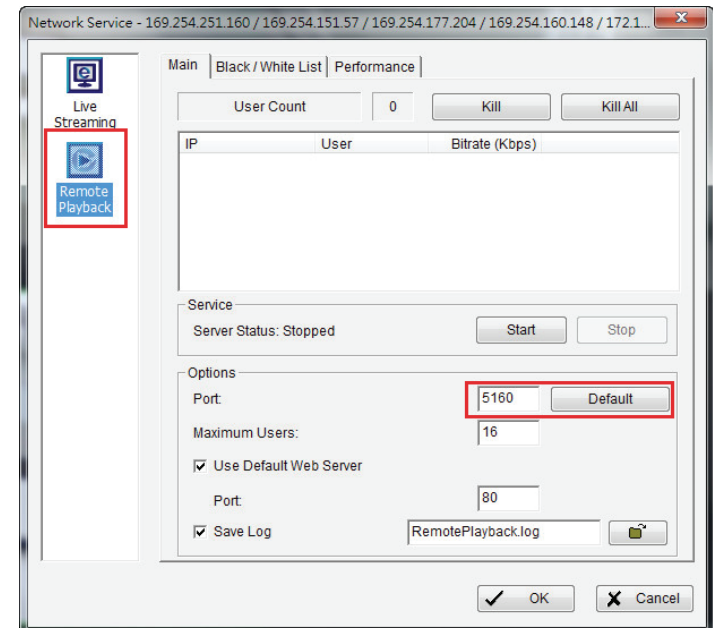 Network Service - 169.254.251.160 / 169.254.151.57 / 169.254.177.204 / 169.254.160.148 / 172.1...
Live
Streaming
Remote
Playback
Main Black / White List Performance
User Count 0 Kill Kill All
IP User Bitrate (Kbps)
Service
Server Status: Stopped Start Stop
Options
Port: 5160 Default
Maximum Users: 16
Use Default Web Server
Port: 80
Save Log RemotePlayback.log
OK Cancel